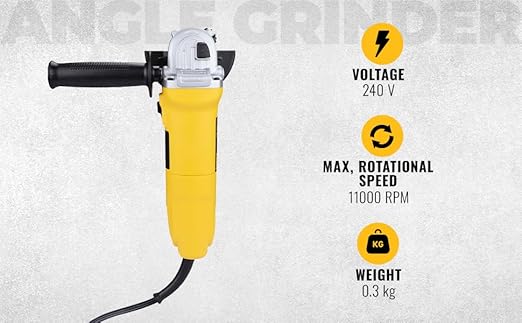 ANGLE GRINDER
VOLTAGE
240 V
MAX, ROTATIONAL
SPEED
11000 RPM
KG
WEIGHT
0.3 kg